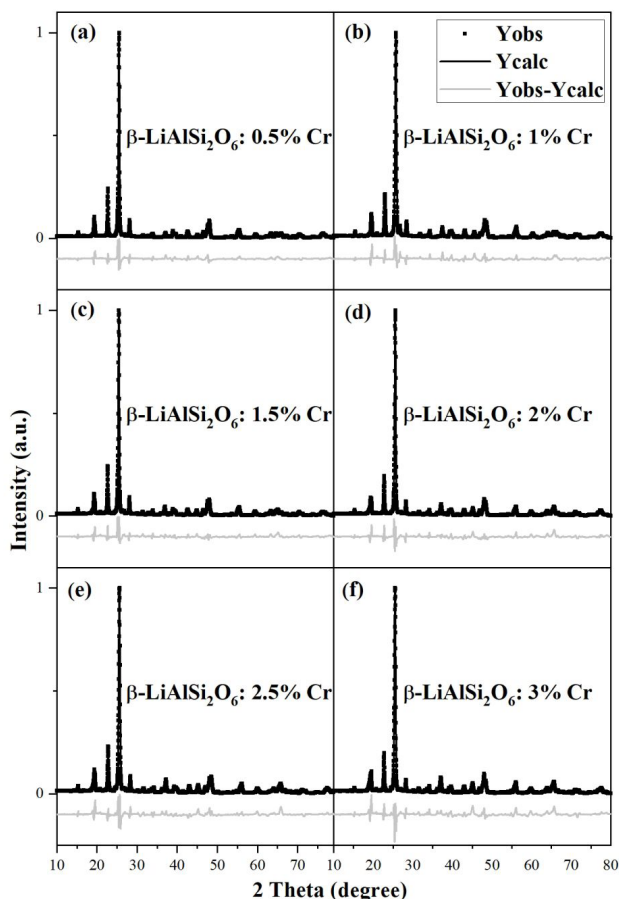 (a)
(b)
Yobs
Ycalc
Yobs-Ycalc
β-LiAlSi₂O₆: 0.5% Cr
β-LiAlSi₂O₆: 1% Cr
1
0
(c)
(d)
β-LiAlSi₂O₆: 1.5% Cr
β-LiAlSi₂O₆: 2% Cr
1
0
(e)
(f)
β-LiAlSi₂O₆: 2.5% Cr
β-LiAlSi₂O₆: 3% Cr
1
0
Intensity (a.u.)
10 20 30 40 50 60 70 10 20 30 40 50 60 70 80
2 Theta (degree)